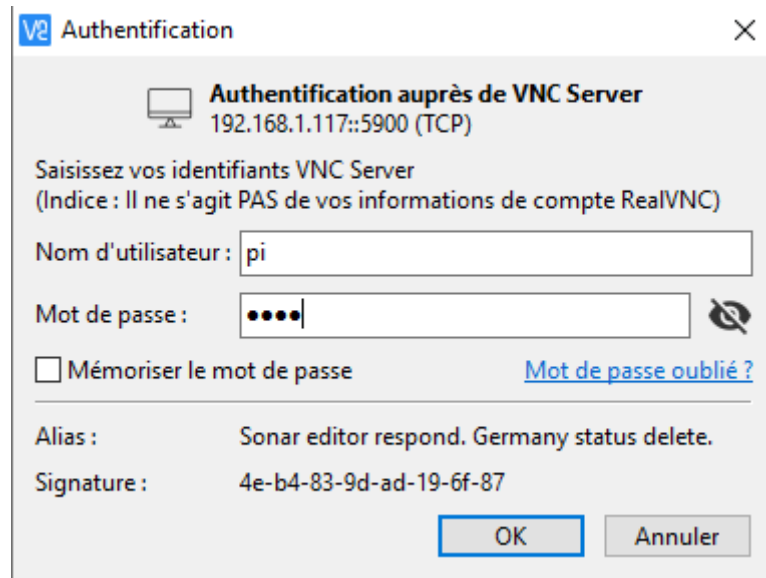 Authentification
Authentification auprès de VNC Server
192.168.1.117::5900 (TCP)
Saisissez vos identifiants VNC Server
(Indice : Il ne s'agit PAS de vos informations de compte RealVNC)
Nom d'utilisateur : pi
Mot de passe : ••••
Mémoriser le mot de passe Mot de passe oublié ?
Alias : Sonar editor respond. Germany status delete.
Signature : 4e-b4-83-9d-ad-19-6f-87
OK Annuler